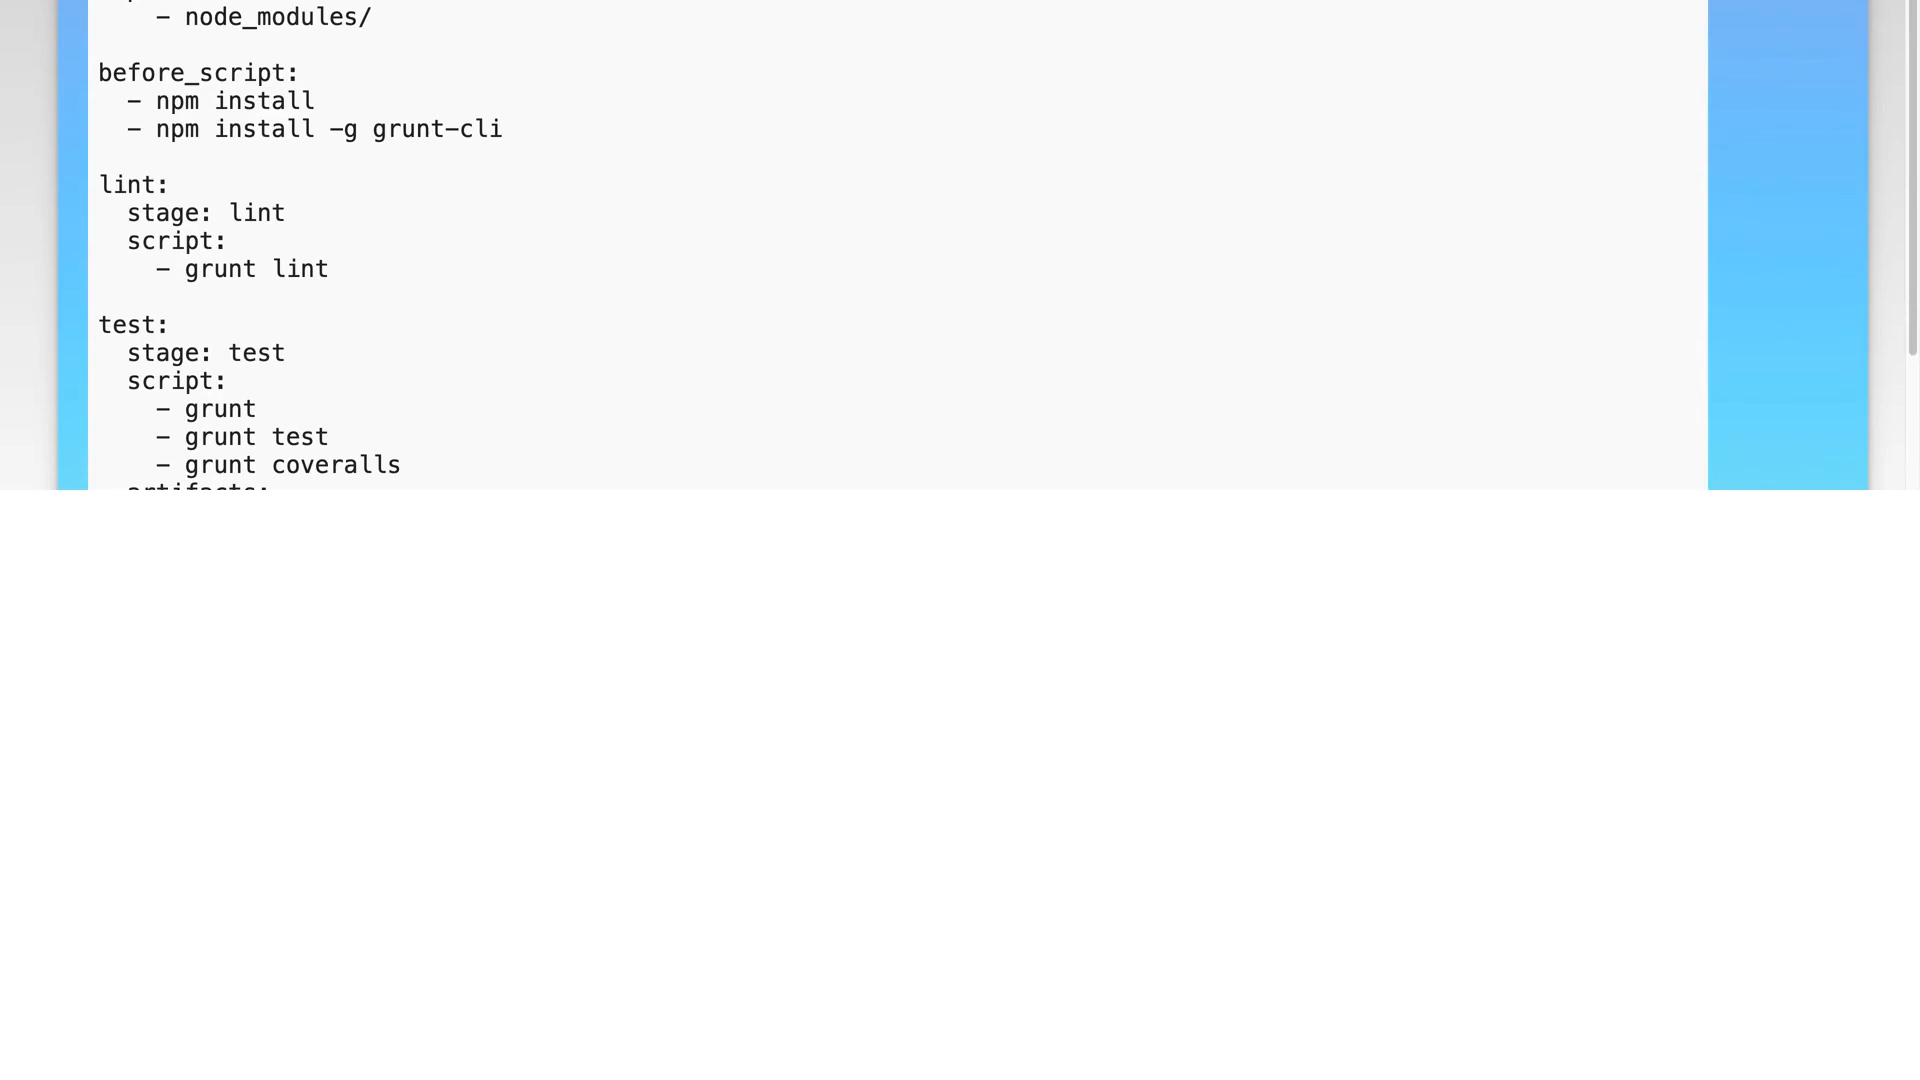 - node_modules/
before_script:
- npm install
- npm install -g grunt-cli
lint:
stage: lint
script:
- grunt lint
test:
stage: test
script:
- grunt
- grunt test
- grunt coveralls
artifacts: